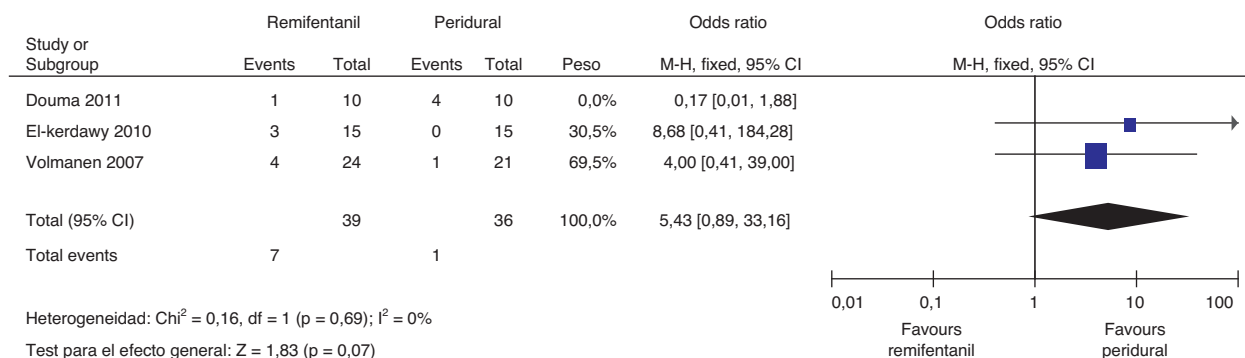 Remifentanil Peridural Odds ratio Odds ratio
Study or
Subgroup Events Total Events Total Peso M-H, fixed, 95% CI M-H, fixed, 95% CI
Douma 2011 1 10 4 10 0,0% 0,17 [0,01, 1,88]
El-kerdawy 2010 3 15 0 15 30,5% 8,68 [0,41, 184,28]
Volmanen 2007 4 24 1 21 69,5% 4,00 [0,41, 39,00]
Total (95% CI) 39 36 100,0% 5,43 [0,89, 33,16]
Total events 7 1
0,01 0,1 1 10 100
Heterogeneidad: Chi² = 0,16, df = 1 (p = 0,69); I² = 0%
Favours remifentanil Favours peridural
Test para el efecto general: Z = 1,83 (p = 0,07)